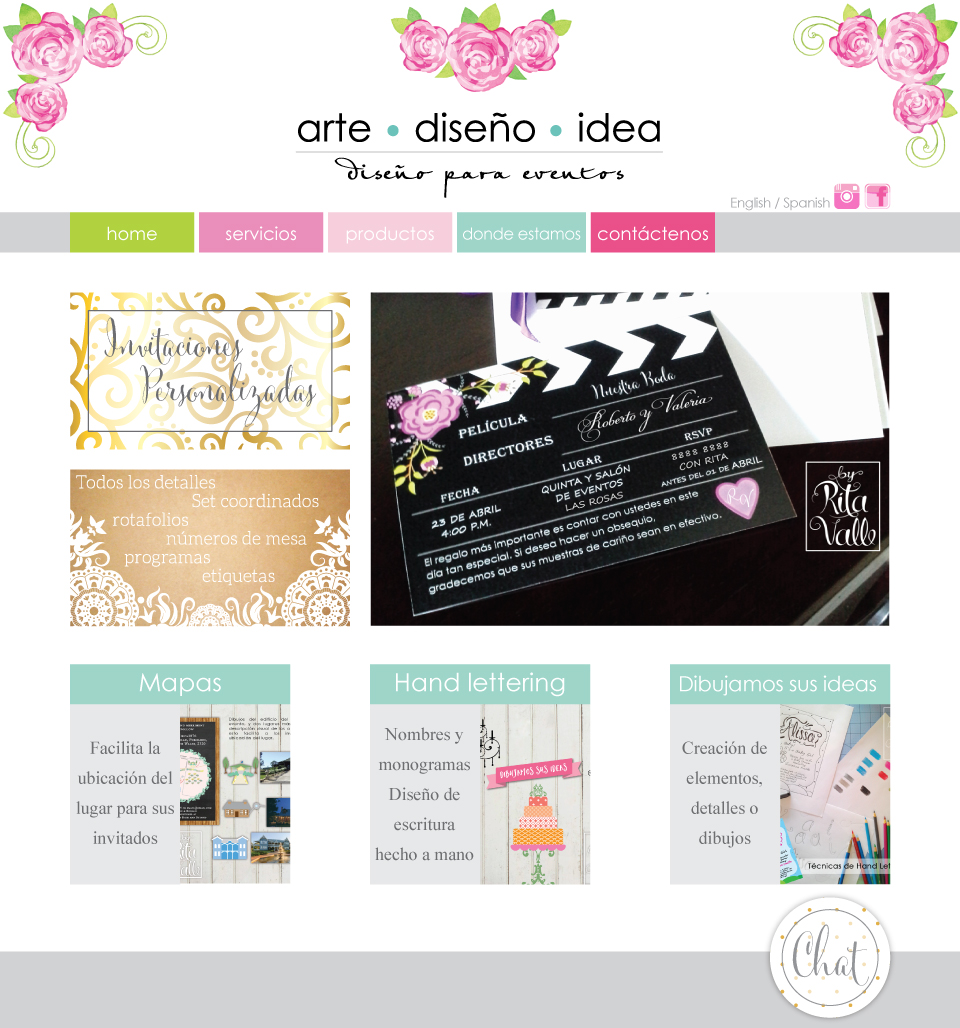 arte • diseño • idea
diseño para eventos
English / Spanish
home
servicios
productos
donde estamos
contáctenos
Invitaciones
Personalizadas
Todos los detalles
Set coordinados
rotafolios
números de mesa
programas
etiquetas
Nuestra Boda
PELÍCULA
Roberto y Valeria
DIRECTORES
LUGAR
RSVP
FECHA
QUINTA Y SALÓN
DE EVENTOS
LAS ROSAS
8888 8888
CON RITA
ANTES DEL 01 DE ABRIL
23 DE ABRIL
4:00 P.M.
El regalo más importante es contar con ustedes en este
día tan especial. Si desea hacer un obsequio,
gradecemos que sus muestras de cariño sean en efectivo.
R V
by
Rita
Valle
Mapas
Facilita la
ubicación del
lugar para sus
invitados
Hand lettering
Nombres y
monogramas
Diseño de
escritura
hecho a mano
DIBUJAMOS SUS IDEAS
Dibujamos sus ideas
Creación de
elementos,
detalles o
dibujos
Alissa
Técnicas de Hand Let
Chat